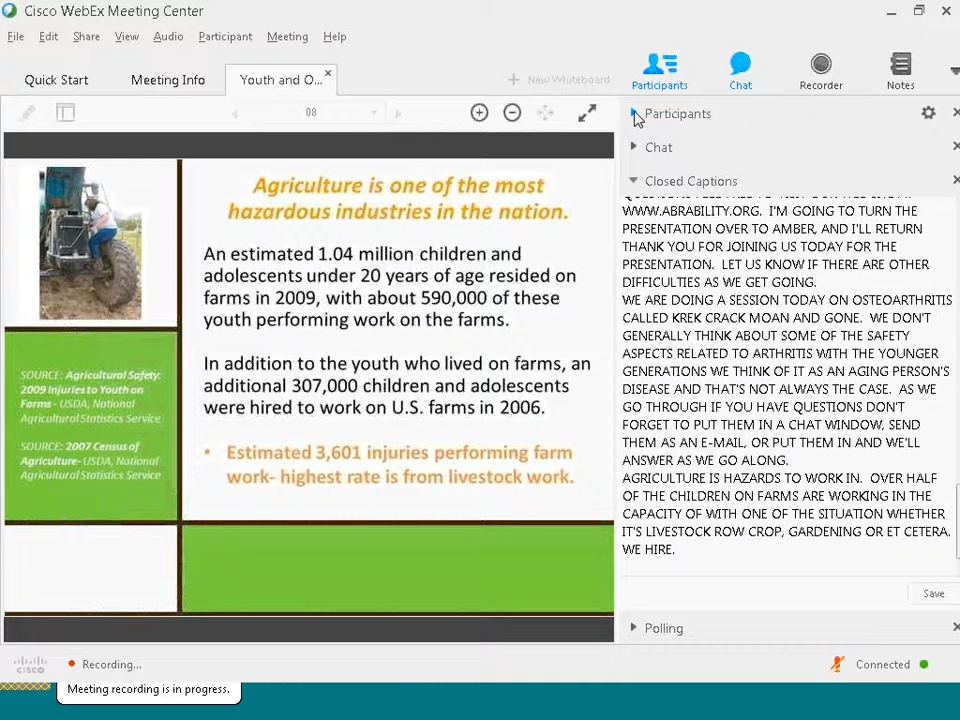 Cisco WebEx Meeting Center
File Edit Share View Audio Participant Meeting Help
Quick Start
Meeting Info
Youth and O...
New Whiteboard
Participants
Chat
Recorder
Notes
08
Agriculture is one of the most
hazardous industries in the nation.
An estimated 1.04 million children and
adolescents under 20 years of age resided on
farms in 2009, with about 590,000 of these
youth performing work on the farms.
In addition to the youth who lived on farms, an
additional 307,000 children and adolescents
were hired to work on U.S. farms in 2006.
• Estimated 3,601 injuries performing farm
work- highest rate is from livestock work.
SOURCE: Agricultural Safety:
2009 Injuries to Youth on
Farms - USDA, National
Agricultural Statistics Service
SOURCE: 2007 Census of
Agriculture- USDA, National
Agricultural Statistics Service
Participants
Chat
Closed Captions
WWW.ABRABILITY.ORG. I'M GOING TO TURN THE
PRESENTATION OVER TO AMBER, AND I'LL RETURN
THANK YOU FOR JOINING US TODAY FOR THE
PRESENTATION. LET US KNOW IF THERE ARE OTHER
DIFFICULTIES AS WE GET GOING.
WE ARE DOING A SESSION TODAY ON OSTEOARTHRITIS
CALLED KREK CRACK MOAN AND GONE. WE DON'T
GENERALLY THINK ABOUT SOME OF THE SAFETY
ASPECTS RELATED TO ARTHRITIS WITH THE YOUNGER
GENERATIONS WE THINK OF IT AS AN AGING PERSON'S
DISEASE AND THAT'S NOT ALWAYS THE CASE. AS WE
GO THROUGH IF YOU HAVE QUESTIONS DON'T
FORGET TO PUT THEM IN A CHAT WINDOW, SEND
THEM AS AN E-MAIL, OR PUT THEM IN AND WE'LL
ANSWER AS WE GO ALONG.
AGRICULTURE IS HAZARDS TO WORK IN. OVER HALF
OF THE CHILDREN ON FARMS ARE WORKING IN THE
CAPACITY OF WITH ONE OF THE SITUATION WHETHER
IT'S LIVESTOCK ROW CROP, GARDENING OR ET CETERA.
WE HIRE.
Save
Polling
cisco
Recording...
Connected
Meeting recording is in progress.